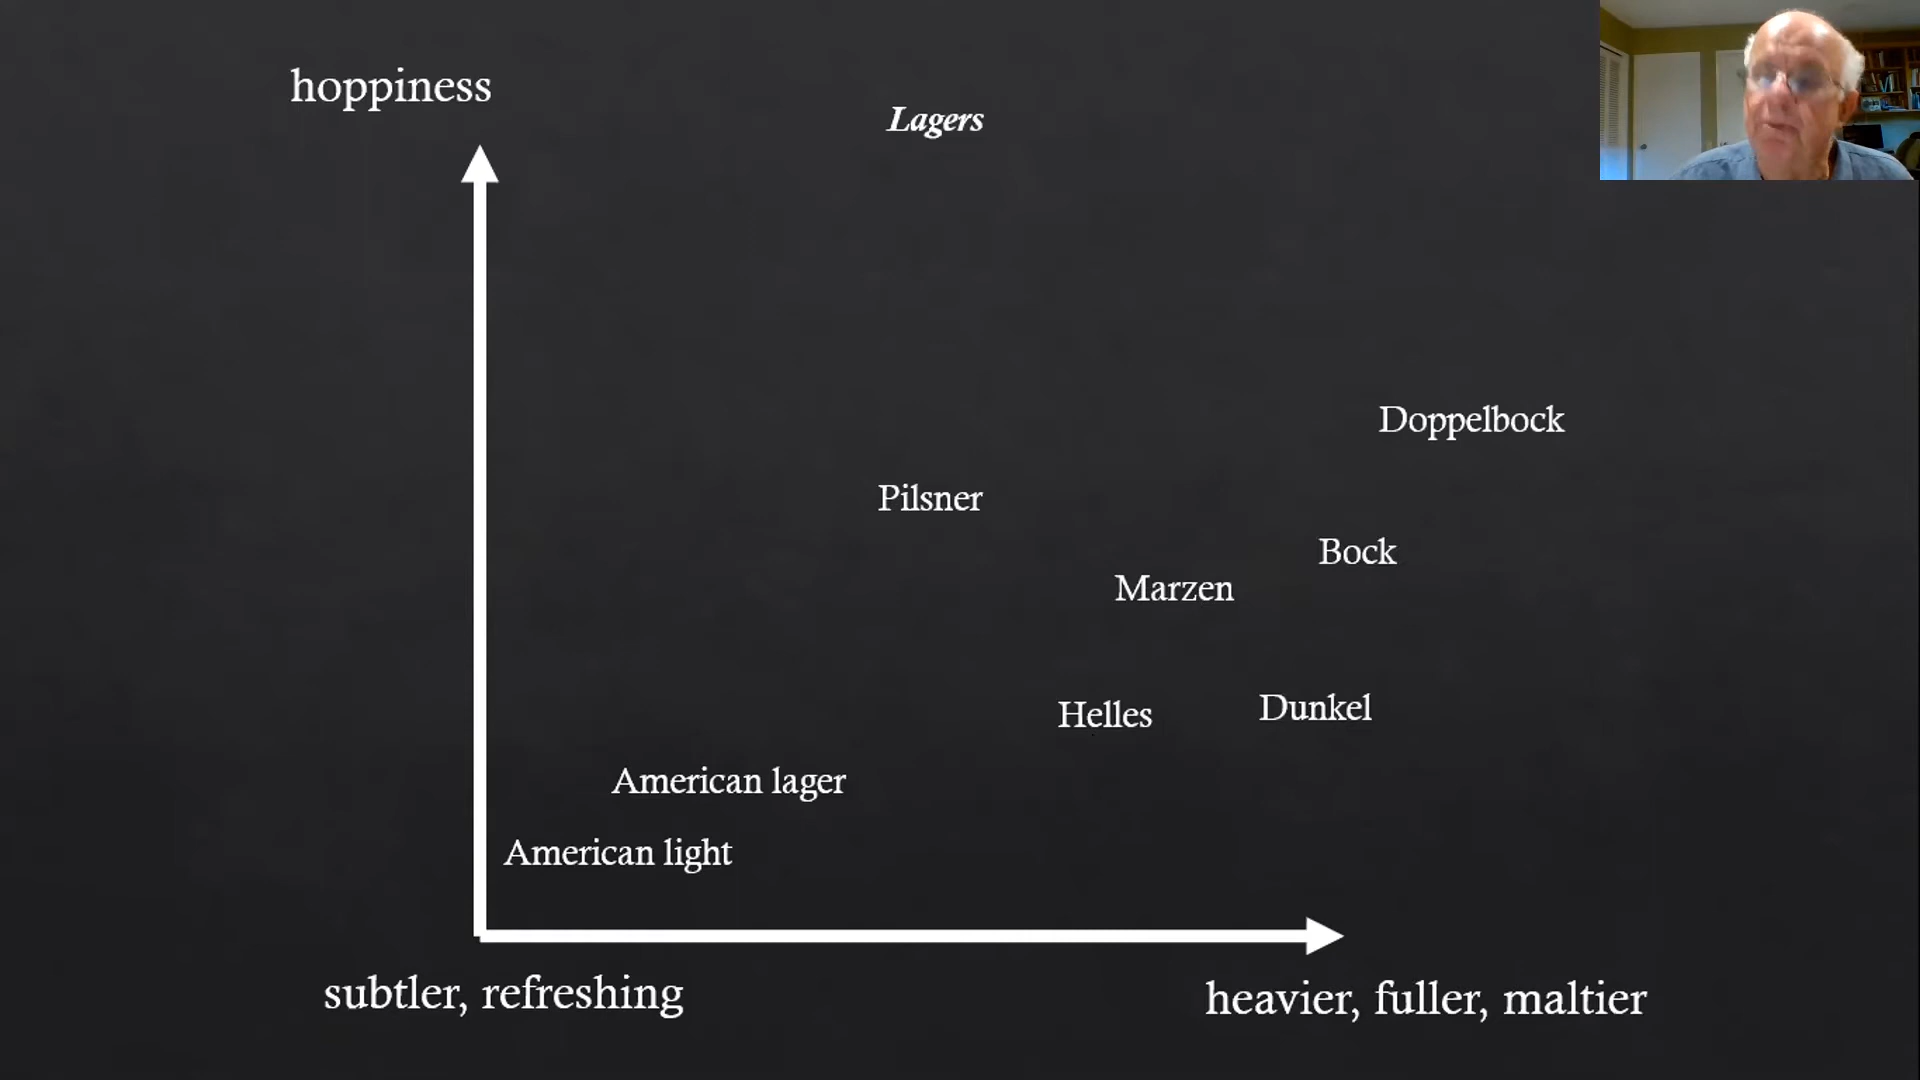 hoppiness
Lagers
Doppelbock
Pilsner
Bock
Marzen
Helles
Dunkel
American lager
American light
subtler, refreshing
heavier, fuller, maltier